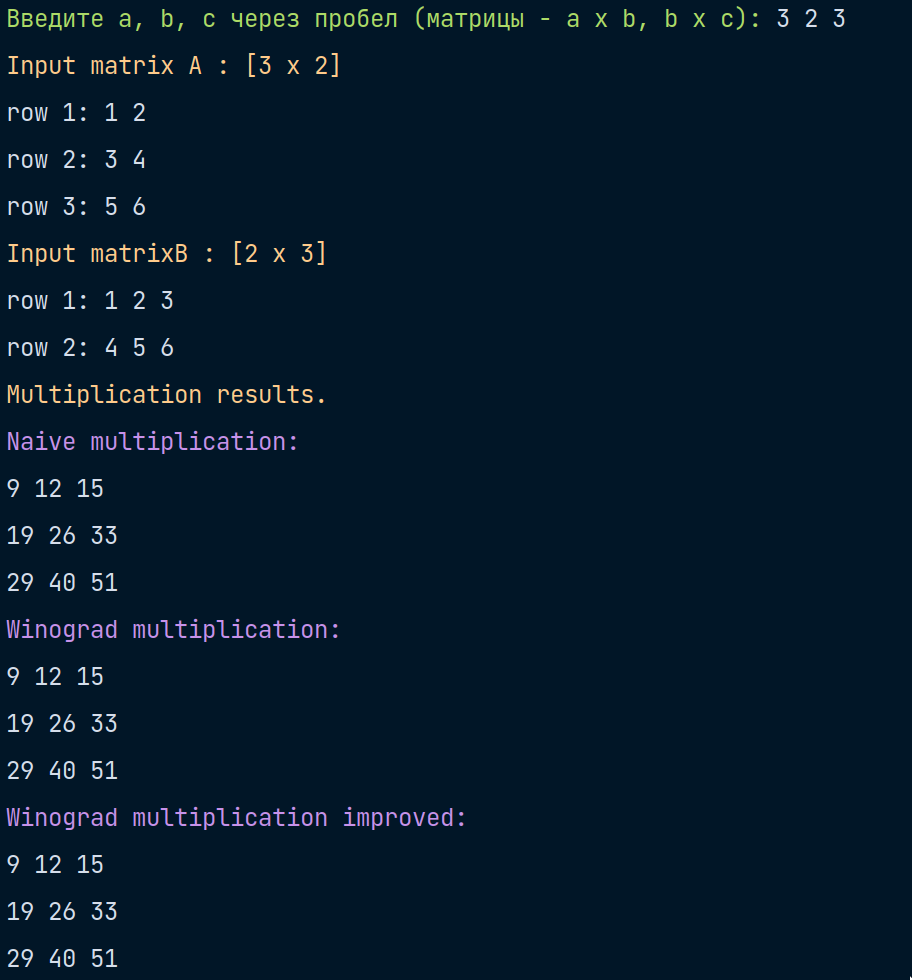 Введите a, b, c через пробел (матрицы - a x b, b x c): 3 2 3
Input matrix A : [3 x 2]
row 1: 1 2
row 2: 3 4
row 3: 5 6
Input matrixB : [2 x 3]
row 1: 1 2 3
row 2: 4 5 6
Multiplication results.
Naive multiplication:
9 12 15
19 26 33
29 40 51
Winograd multiplication:
9 12 15
19 26 33
29 40 51
Winograd multiplication improved:
9 12 15
19 26 33
29 40 51